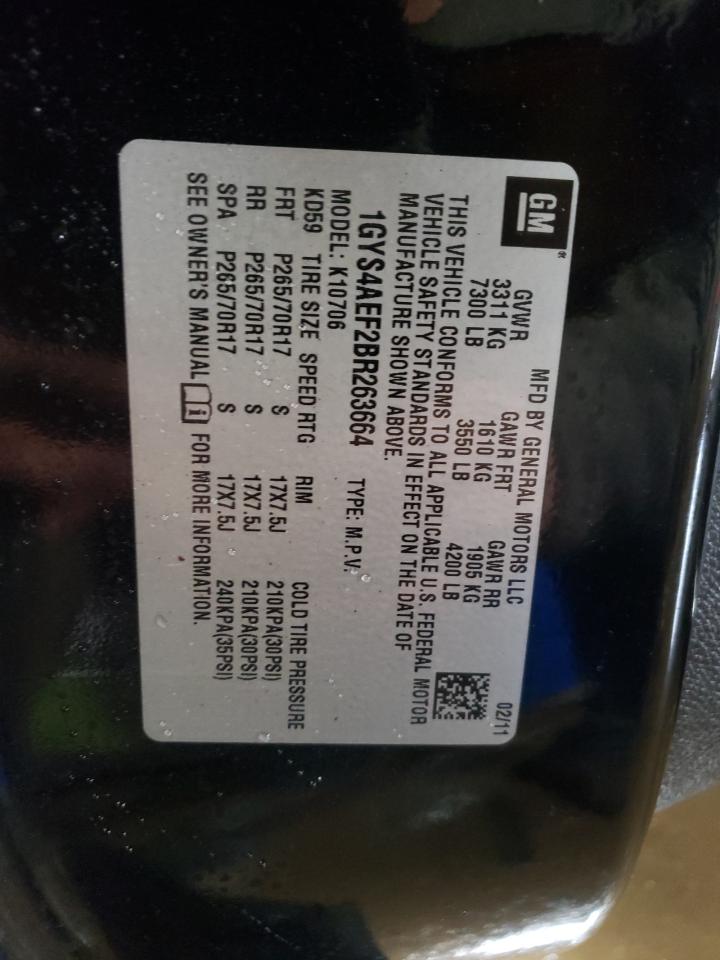 GM®
MFD BY GENERAL MOTORS LLC 02/11
GVWR GAWR FRT GAWR RR
3311 KG 1610 KG 1905 KG
7300 LB 3550 LB 4200 LB
THIS VEHICLE CONFORMS TO ALL APPLICABLE U.S. FEDERAL MOTOR
VEHICLE SAFETY STANDARDS IN EFFECT ON THE DATE OF
MANUFACTURE SHOWN ABOVE.
1GYS4AEF2BR263664 TYPE: M.P.V.
MODEL: K10706
KD59 TIRE SIZE SPEED RTG RIM COLD TIRE PRESSURE
FRT P265/70R17 S 17X7.5J 210KPA(30PSI)
RR P265/70R17 S 17X7.5J 210KPA(30PSI)
SPA P265/70R17 S 17X7.5J 240KPA(35PSI)
SEE OWNER'S MANUAL i FOR MORE INFORMATION.